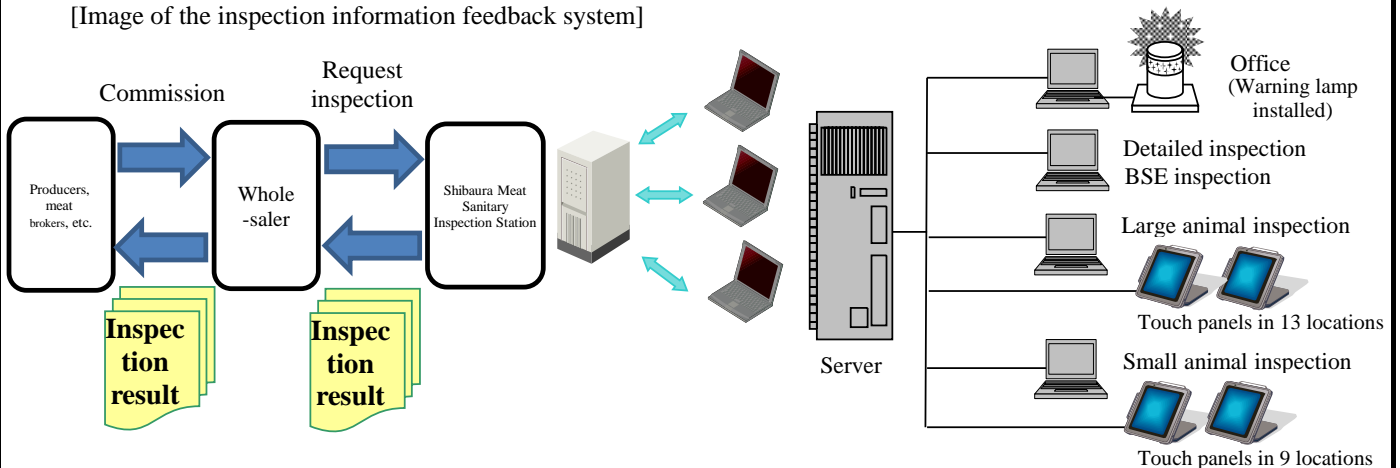 [Image of the inspection information feedback system]
Commission
Request
inspection
Producers,
meat
brokers, etc.
Whole
-saler
Shibaura Meat
Sanitary
Inspection Station
Inspec
tion
result
Inspec
tion
result
Server
Office
(Warning lamp
installed)
Detailed inspection
BSE inspection
Large animal inspection
Touch panels in 13 locations
Small animal inspection
Touch panels in 9 locations